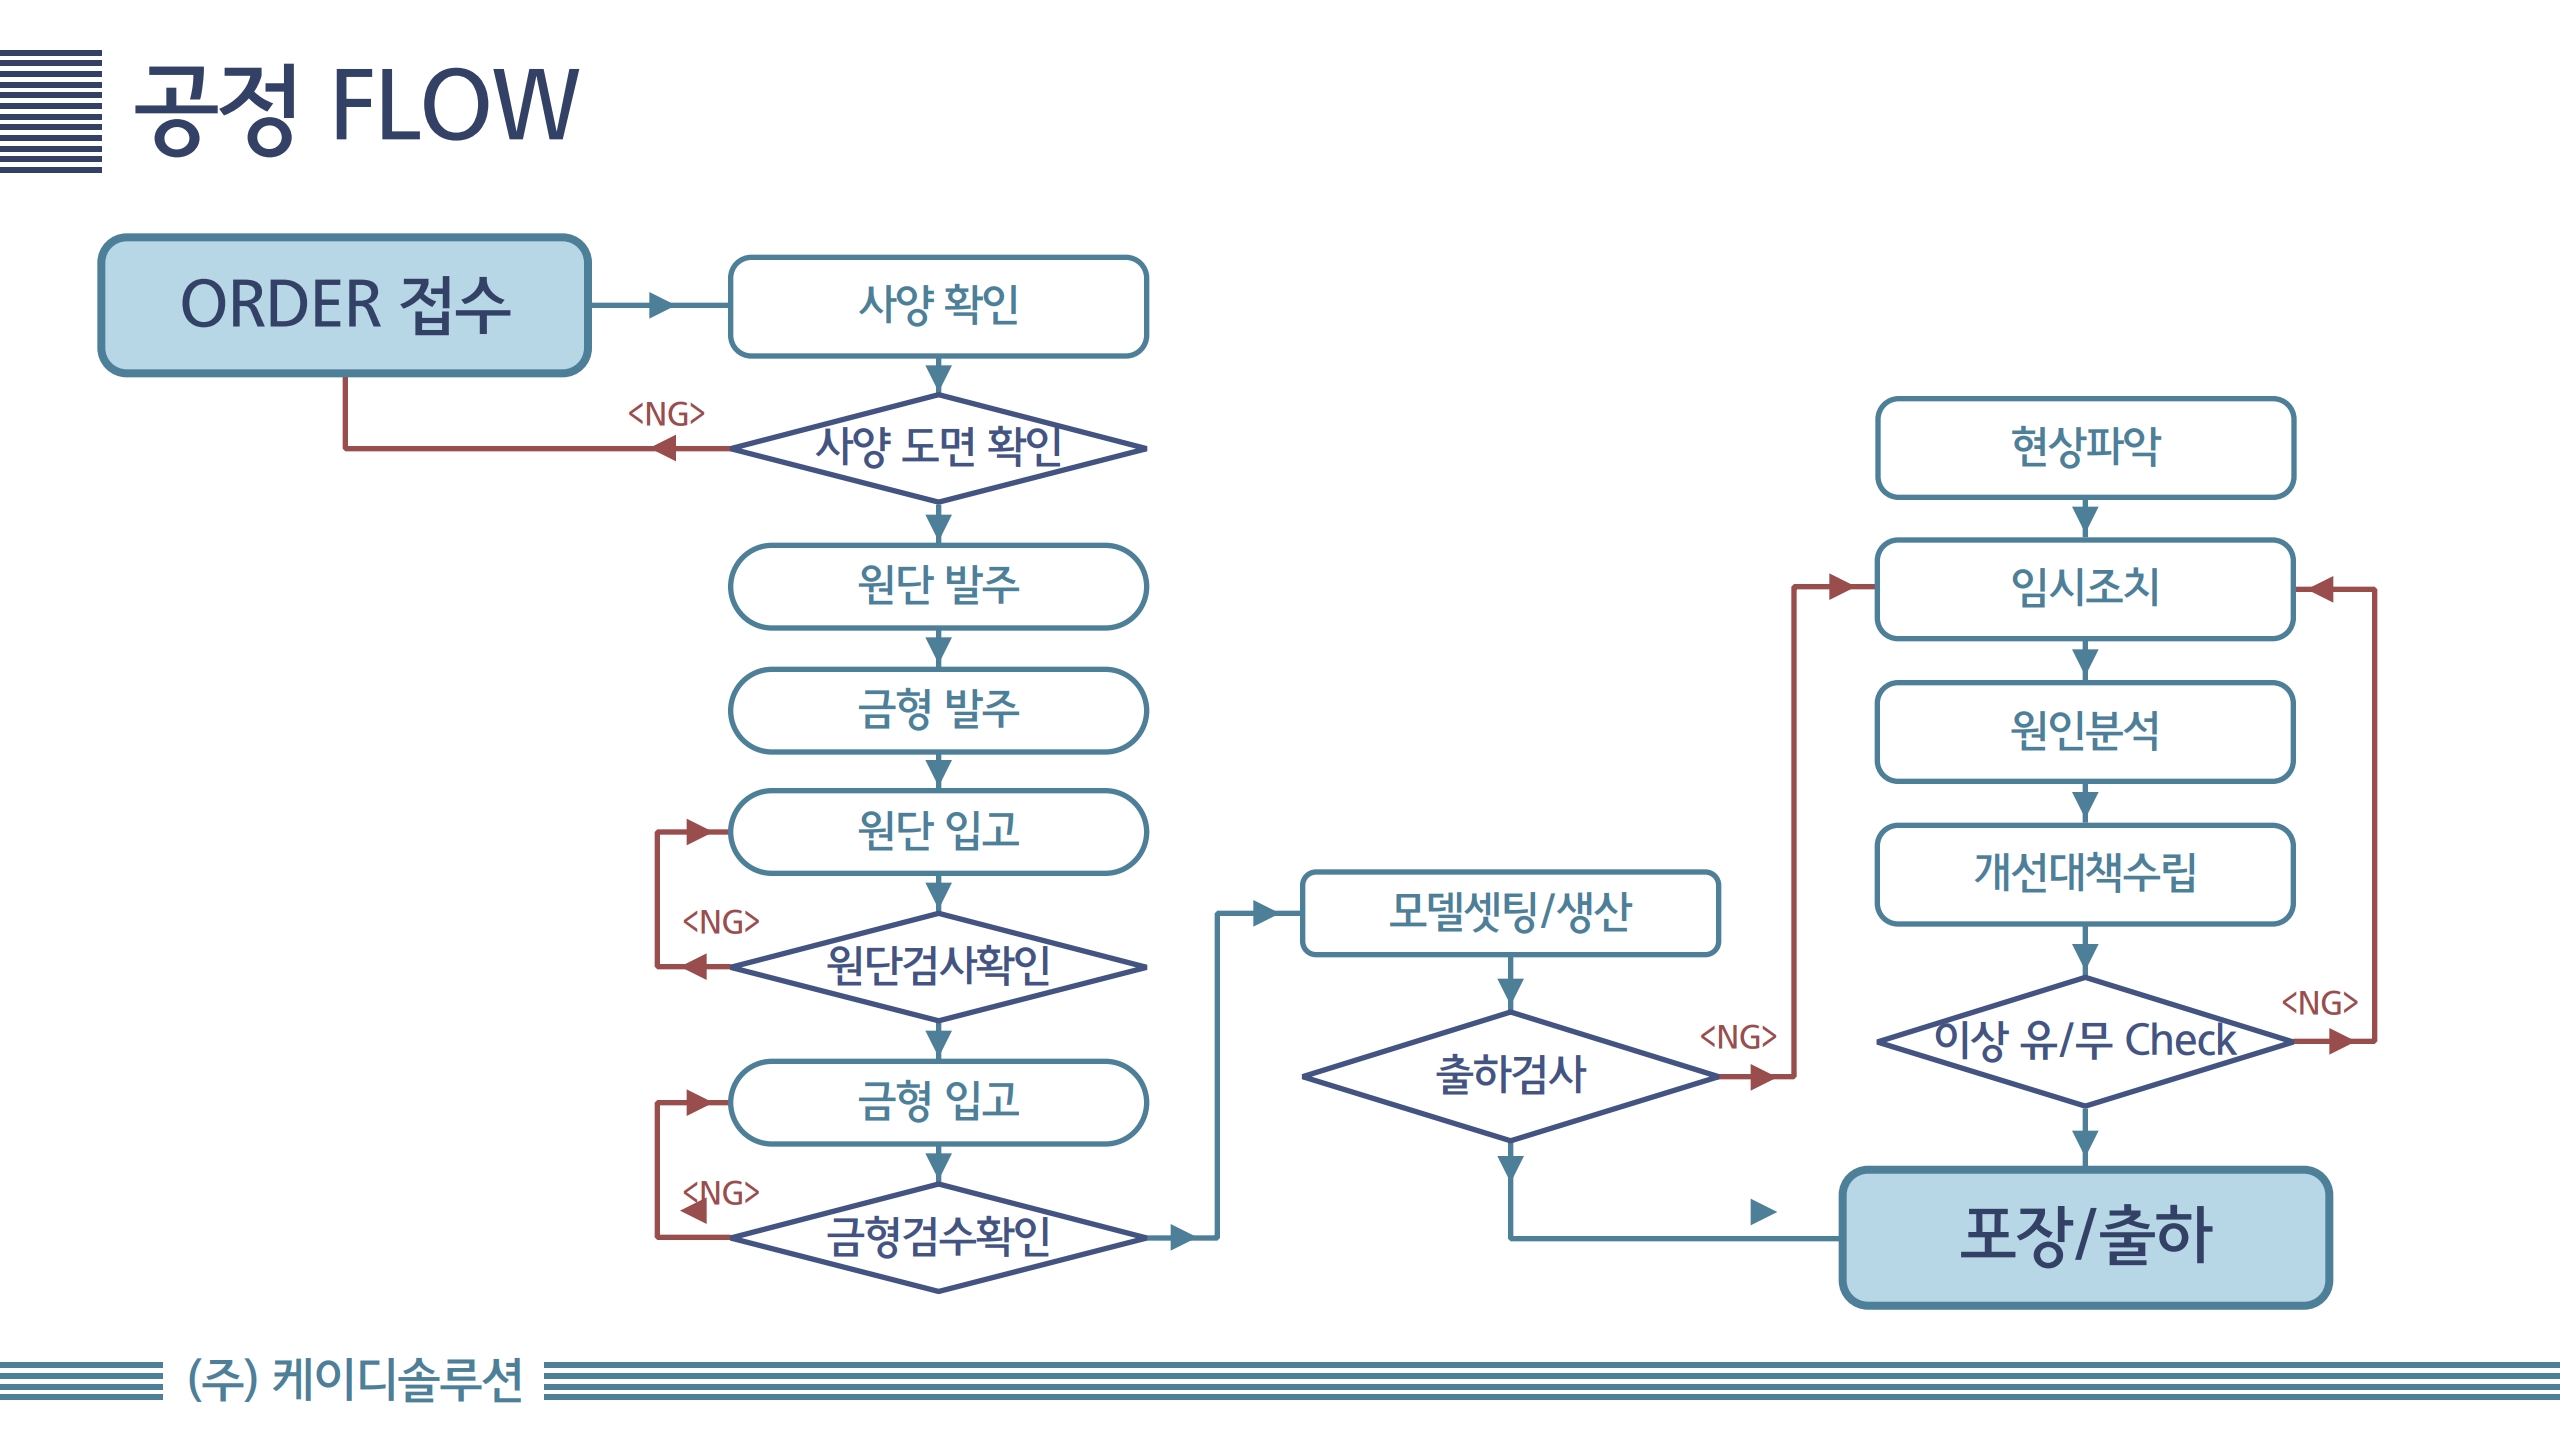 공정 FLOW
ORDER 접수
사양 확인
<NG>
사양 도면 확인
원단 발주
금형 발주
원단 입고
<NG>
원단검사확인
금형 입고
<NG>
금형검수확인
모델셋팅/생산
출하검사
<NG>
현상파악
임시조치
원인분석
개선대책수립
이상 유/무 Check
<NG>
포장/출하
(주) 케이디솔루션